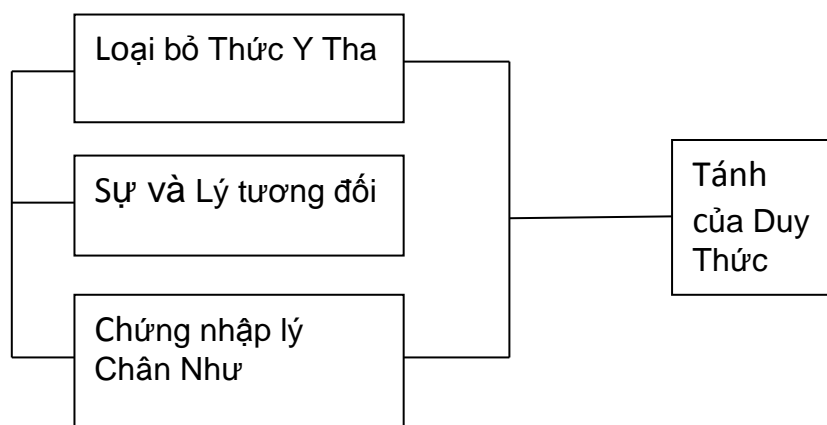 Loại bỏ Thức Y Tha
Sự và Lý tương đối
Chứng nhập lý
Chân Như
Tánh
của Duy
Thức